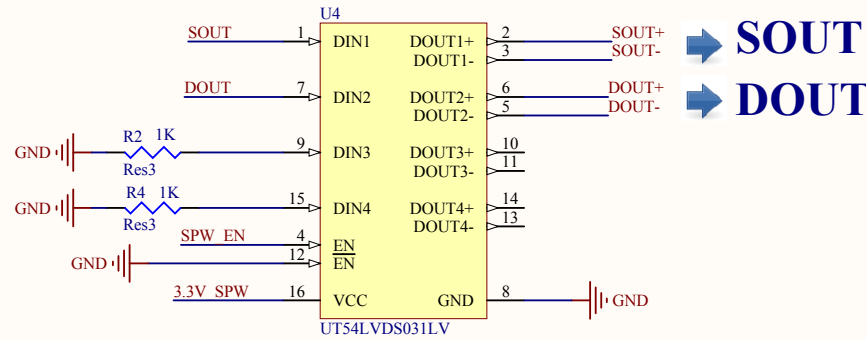 U4
SOUT 1 DIN1 DOUT1+ 2 SOUT+ SOUT
DOUT1- 3 SOUT-
DOUT 7 DIN2 DOUT2+ 6 DOUT+ DOUT
DOUT2- 5 DOUT-
R2 1K
GND 9 DIN3 DOUT3+ 10
Res3 DOUT3- 11
R4 1K
GND 15 DIN4 DOUT4+ 14
Res3 DOUT4- 13
SPW_EN 4 EN
GND 12 EN
3.3V_SPW 16 VCC GND 8 GND
UT54LVDS031LV